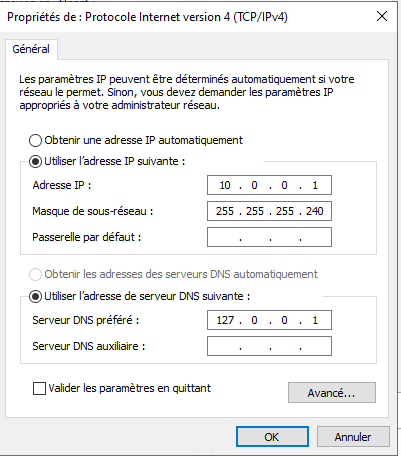 Propriétés de : Protocole Internet version 4 (TCP/IPv4)
Général
Les paramètres IP peuvent être déterminés automatiquement si votre
réseau le permet. Sinon, vous devez demander les paramètres IP
appropriés à votre administrateur réseau.
Obtenir une adresse IP automatiquement
Utiliser l'adresse IP suivante :
Adresse IP : 10 . 0 . 0 . 1
Masque de sous-réseau : 255 . 255 . 255 . 240
Passerelle par défaut : . . .
Obtenir les adresses des serveurs DNS automatiquement
Utiliser l'adresse de serveur DNS suivante :
Serveur DNS préféré : 127 . 0 . 0 . 1
Serveur DNS auxiliaire : . . .
Valider les paramètres en quittant
Avancé...
OK Annuler